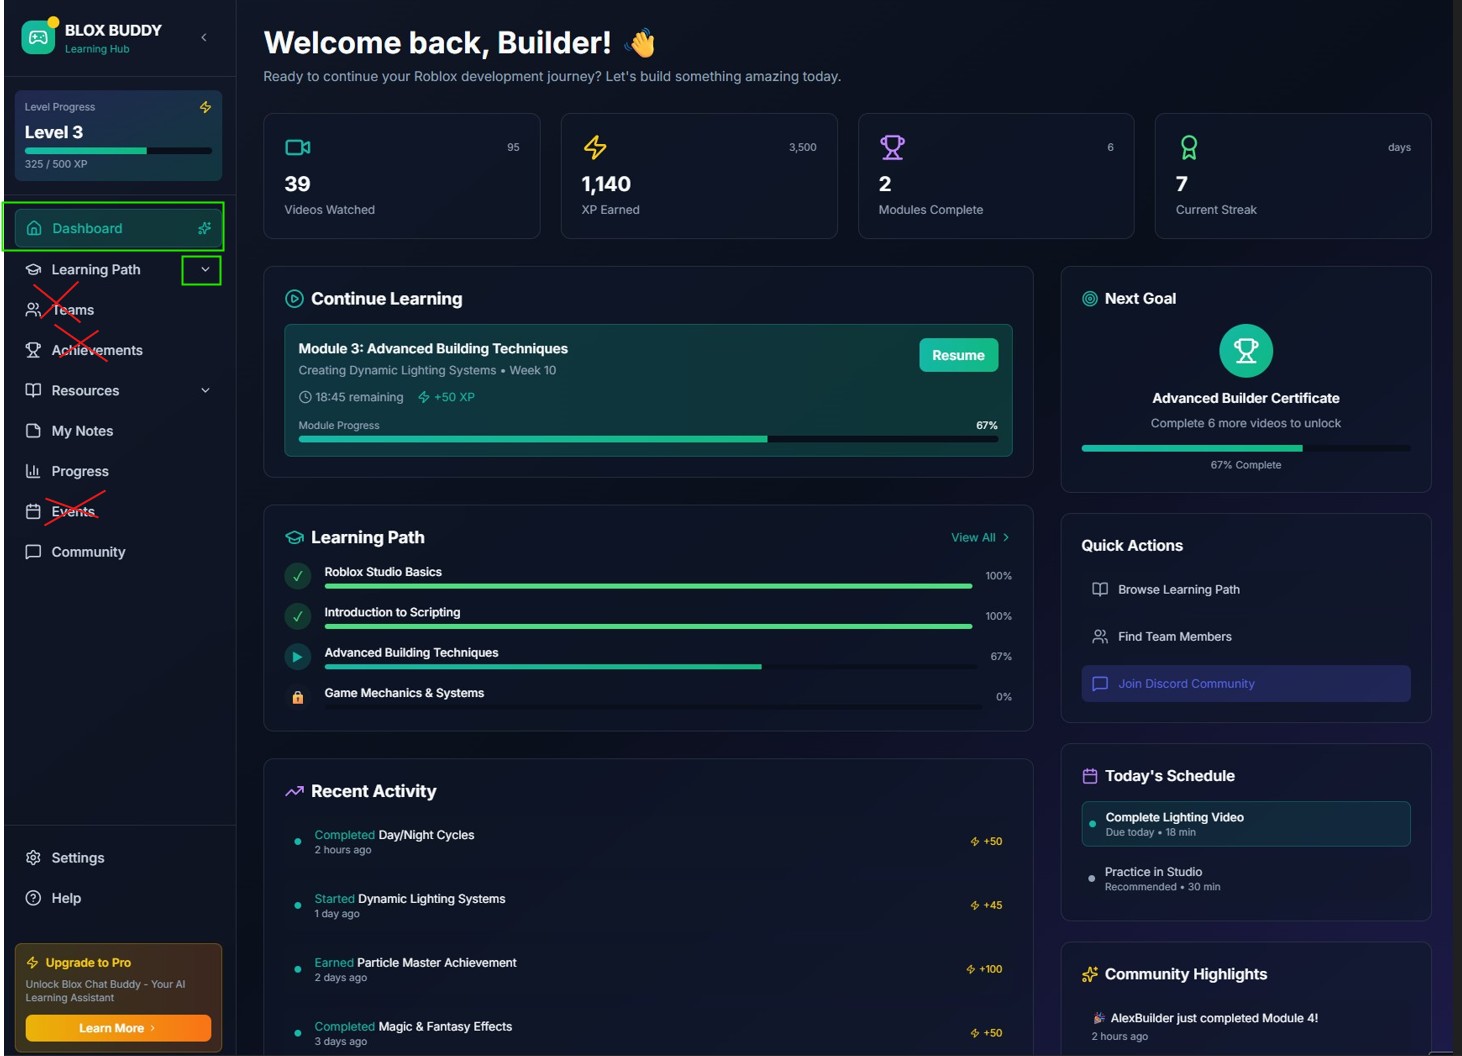 BLOX BUDDY
Learning Hub
Level Progress
Level 3
325 / 500 XP
Dashboard
Learning Path
Teams
Achievements
Resources
My Notes
Progress
Events
Community
Settings
Help
Upgrade to Pro
Unlock Blox Chat Buddy - Your AI
Learning Assistant
Learn More
Welcome back, Builder!
Ready to continue your Roblox development journey? Let's build something amazing today.
95
39
Videos Watched
3,500
1,140
XP Earned
6
2
Modules Complete
days
7
Current Streak
Continue Learning
Module 3: Advanced Building Techniques
Creating Dynamic Lighting Systems • Week 10
18:45 remaining +50 XP
Resume
Module Progress 67%
Learning Path View All
Roblox Studio Basics 100%
Introduction to Scripting 100%
Advanced Building Techniques 67%
Game Mechanics & Systems 0%
Recent Activity
Completed Day/Night Cycles
2 hours ago
+50
Started Dynamic Lighting Systems
1 day ago
+45
Earned Particle Master Achievement
2 days ago
+100
Completed Magic & Fantasy Effects
3 days ago
+50
Next Goal
Advanced Builder Certificate
Complete 6 more videos to unlock
67% Complete
Quick Actions
Browse Learning Path
Find Team Members
Join Discord Community
Today's Schedule
Complete Lighting Video
Due today • 18 min
Practice in Studio
Recommended • 30 min
Community Highlights
AlexBuilder just completed Module 4!
2 hours ago